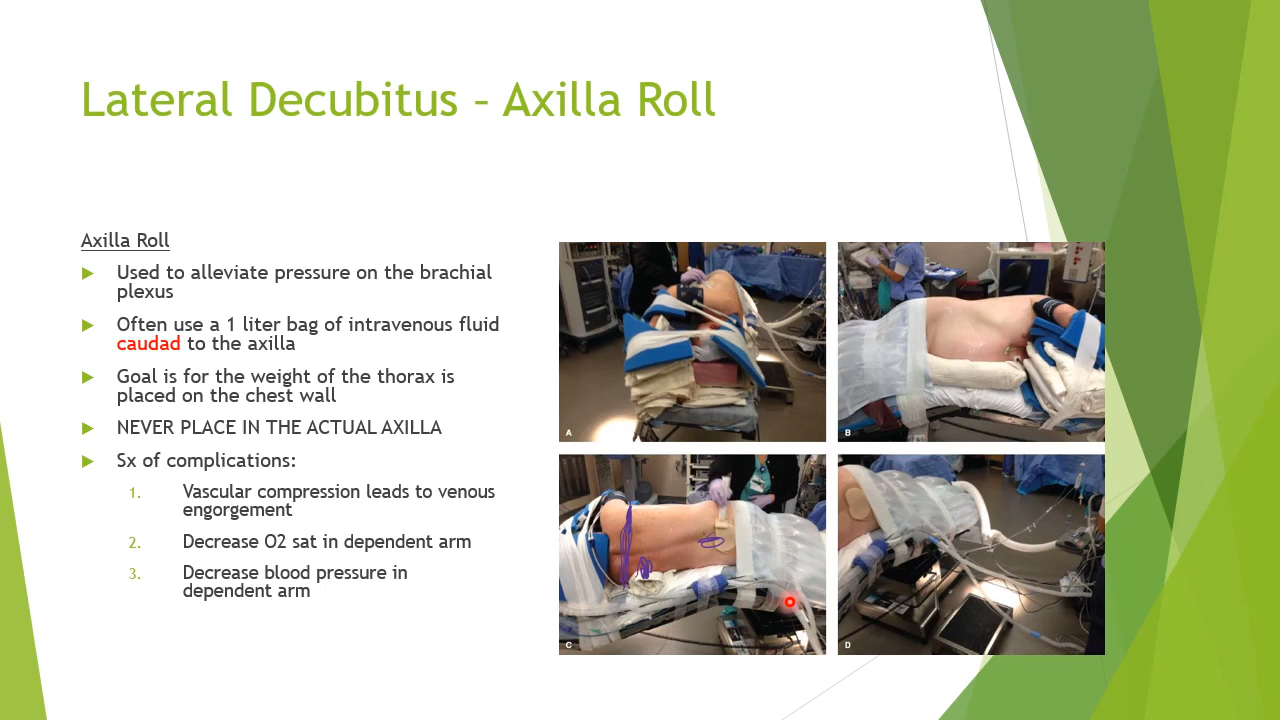 Lateral Decubitus – Axilla Roll
Axilla Roll
Used to alleviate pressure on the brachial
plexus
Often use a 1 liter bag of intravenous fluid
caudad to the axilla
Goal is for the weight of the thorax is
placed on the chest wall
NEVER PLACE IN THE ACTUAL AXILLA
Sx of complications:
1. Vascular compression leads to venous
engorgement
2. Decrease O2 sat in dependent arm
3. Decrease blood pressure in
dependent arm
A
B
C
D